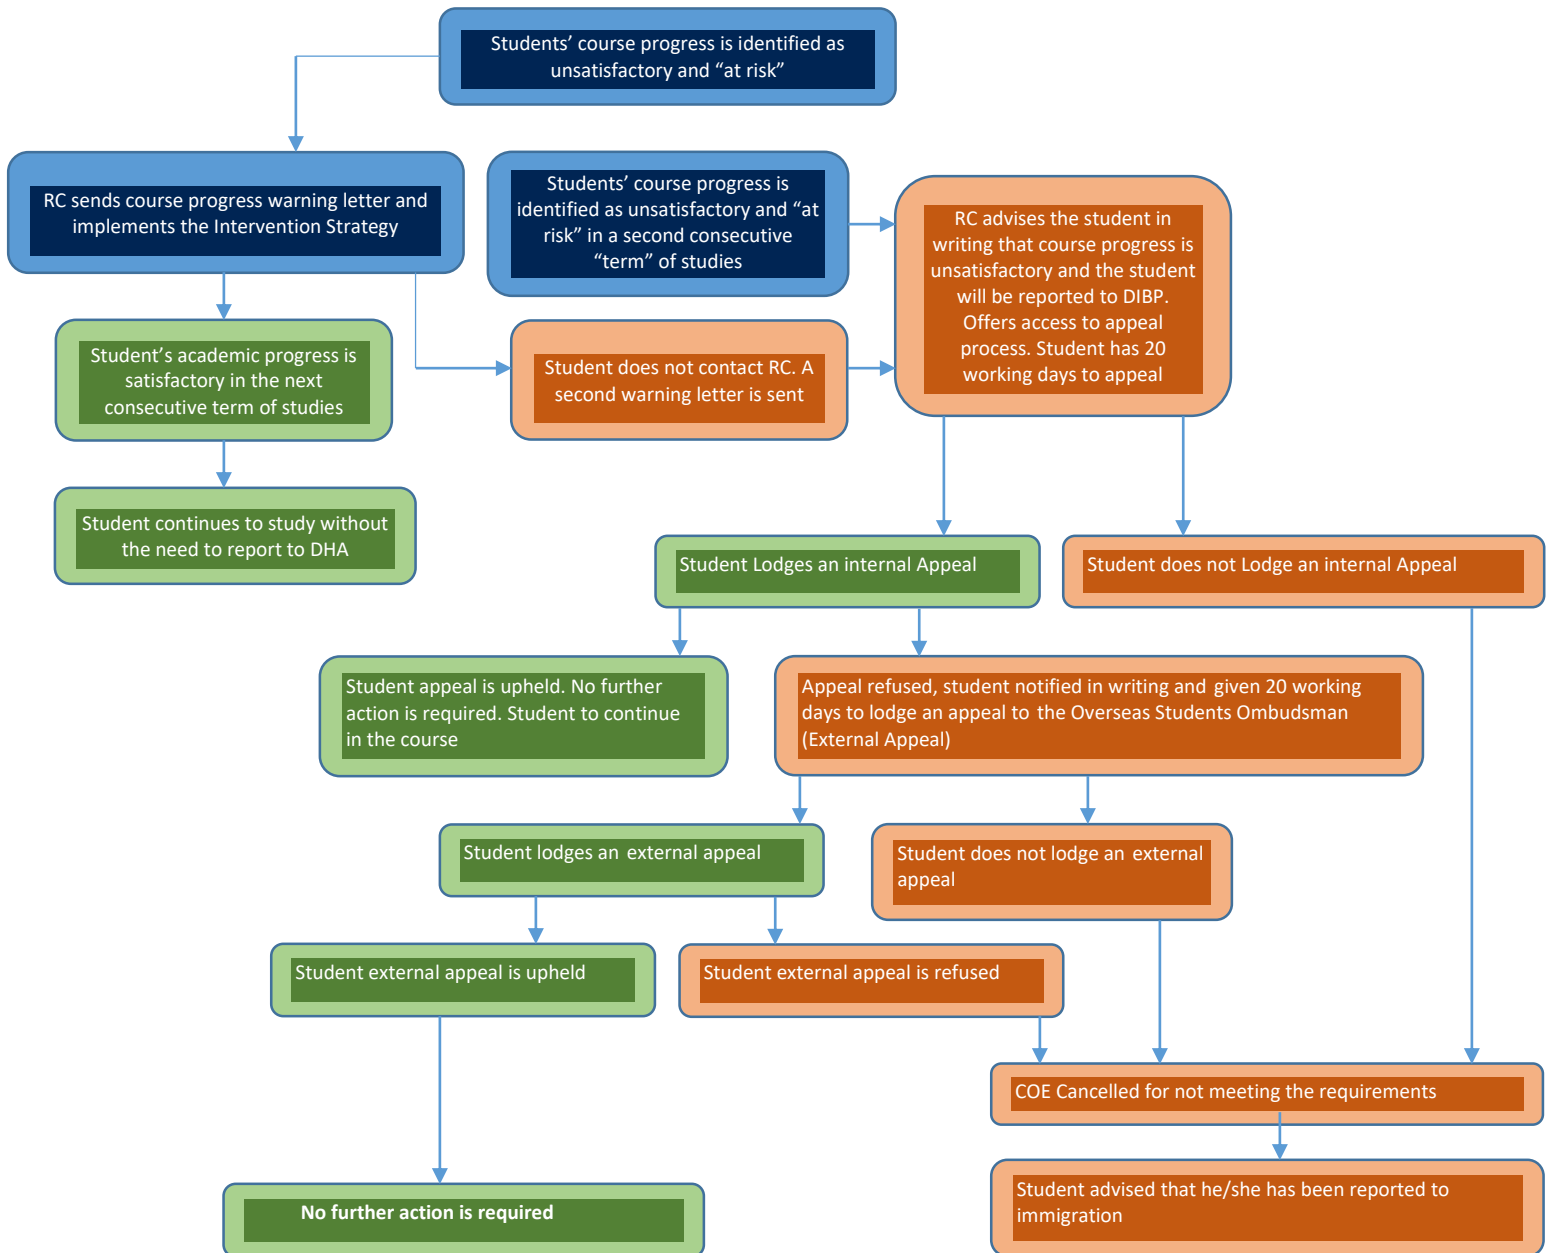 Students’ course progress is identified as
unsatisfactory and “at risk”
RC sends course progress warning letter and
implements the Intervention Strategy
Students’ course progress is
identified as unsatisfactory and “at
risk” in a second consecutive
“term” of studies
RC advises the student in
writing that course progress is
unsatisfactory and the student
will be reported to DIBP.
Offers access to appeal
process. Student has 20
working days to appeal
Student’s academic progress is
satisfactory in the next
consecutive term of studies
Student does not contact RC. A
second warning letter is sent
Student continues to study without
the need to report to DHA
Student Lodges an internal Appeal
Student does not Lodge an internal Appeal
Student appeal is upheld. No further
action is required. Student to continue
in the course
Appeal refused, student notified in writing and given 20 working
days to lodge an appeal to the Overseas Students Ombudsman
(External Appeal)
Student lodges an external appeal
Student does not lodge an external
appeal
Student external appeal is upheld
Student external appeal is refused
COE Cancelled for not meeting the requirements
Student advised that he/she has been reported to
immigration
No further action is required